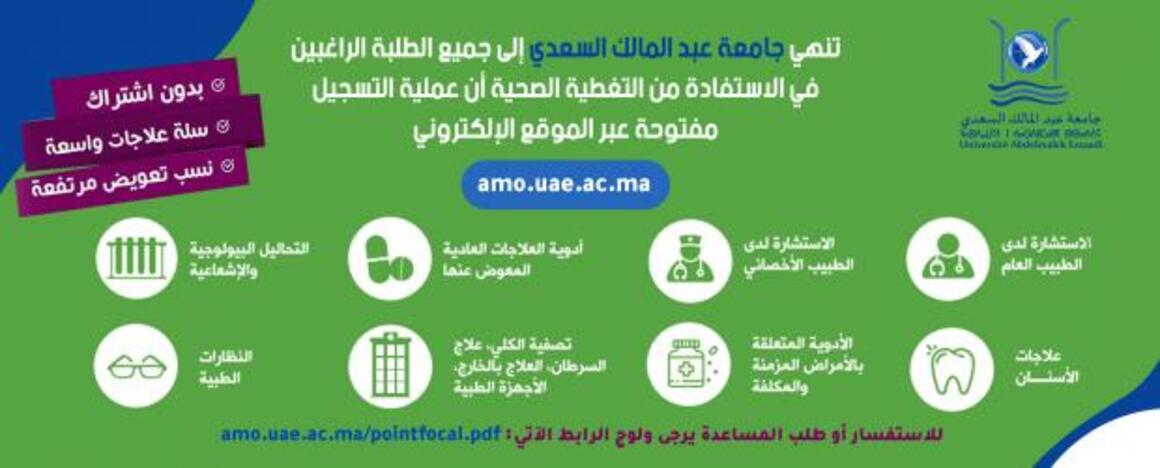 تنهي جامعة عبد المالك السعدي إلى جميع الطلبة الراغبين
في الاستفادة من التغطية الصحية أن عملية التسجيل
مفتوحة عبر الموقع الإلكتروني
amo.uae.ac.ma
جامعة عبد المالك السعدي
Université Abdelmalek Essaadi
بدون اشتراك
سلة علاجات واسعة
نسب تعويض مرتفعة
الاستشارة لدى
الطبيب العام
الاستشارة لدى
الطبيب الأخصائي
أدوية العلاجات العادية
المعوض عنها
التحاليل البيولوجية
والإشعاعية
علاجات
الأسنــــان
الأدوية المتعلقة
بالأمراض المزمنة
والمكلفة
تصفية الكلي، علاج
السرطان، العلاج بالخارج،
الأجهزة الطبية
النظارات
الطبية
للاستفسار أو طلب المساعدة يرجى ولوج الرابط الآتي: amo.uae.ac.ma/pointfocal.pdf